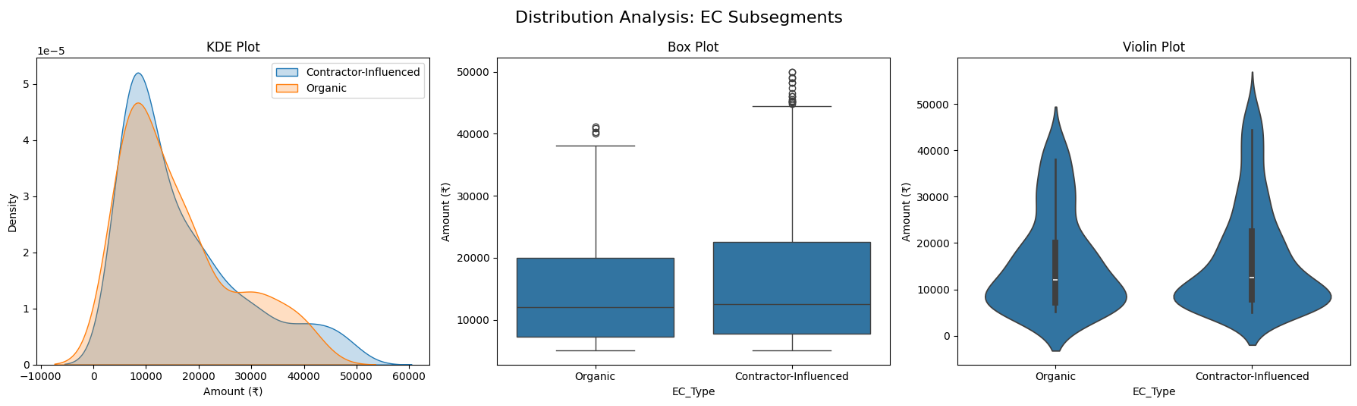 Distribution Analysis: EC Subsegments
KDE Plot
1e−5
5
4
3
2
1
0
Density
−10000 0 10000 20000 30000 40000 50000 60000
Amount (₹)
Contractor-Influenced
Organic
Box Plot
50000
40000
30000
20000
10000
Amount (₹)
Organic Contractor-Influenced
EC_Type
Violin Plot
50000
40000
30000
20000
10000
0
Amount (₹)
Organic Contractor-Influenced
EC_Type